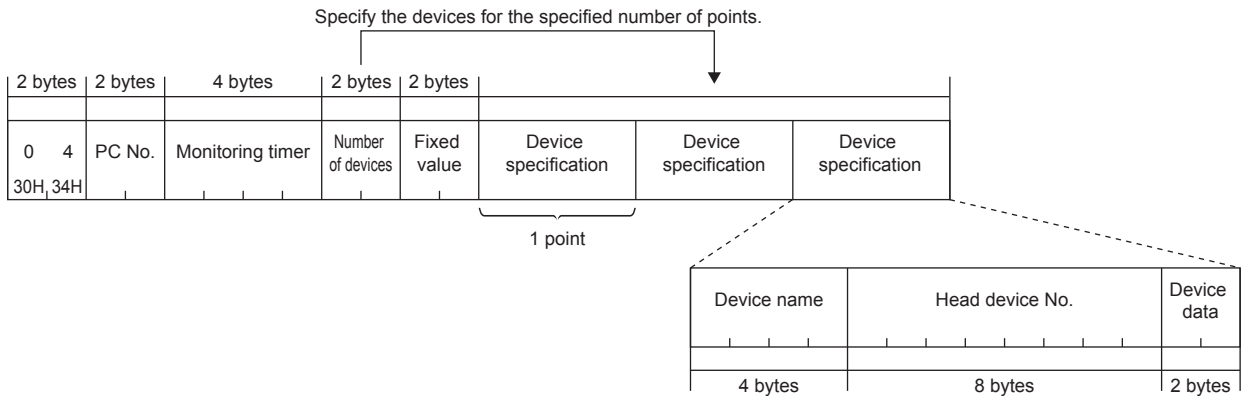 Specify the devices for the specified number of points.
2 bytes 2 bytes 4 bytes 2 bytes 2 bytes
0 4 PC No. Monitoring timer Number of devices Fixed value Device specification Device specification Device specification
30H 34H
1 point
Device name Head device No. Device data
4 bytes 8 bytes 2 bytes